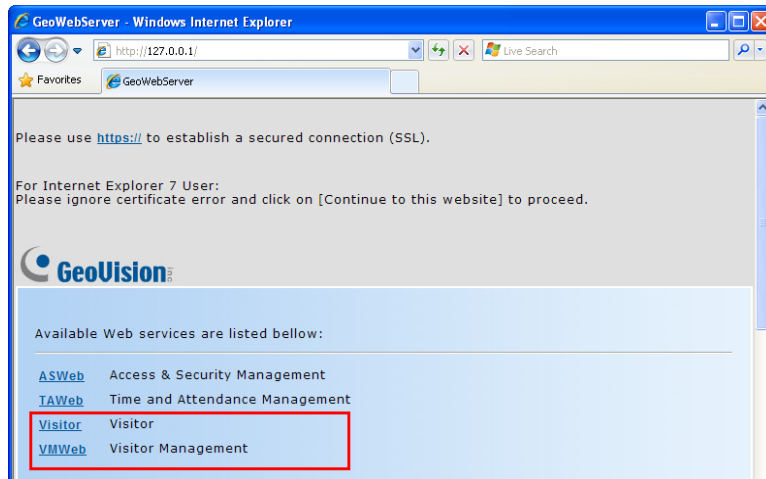 GeoWebServer - Windows Internet Explorer
http://127.0.0.1/
Live Search
Favorites
GeoWebServer
Please use https:// to establish a secured connection (SSL).
For Internet Explorer 7 User:
Please ignore certificate error and click on [Continue to this website] to proceed.
GeoVision
Available Web services are listed bellow:
ASWeb Access & Security Management
TAWeb Time and Attendance Management
Visitor Visitor
VMWeb Visitor Management